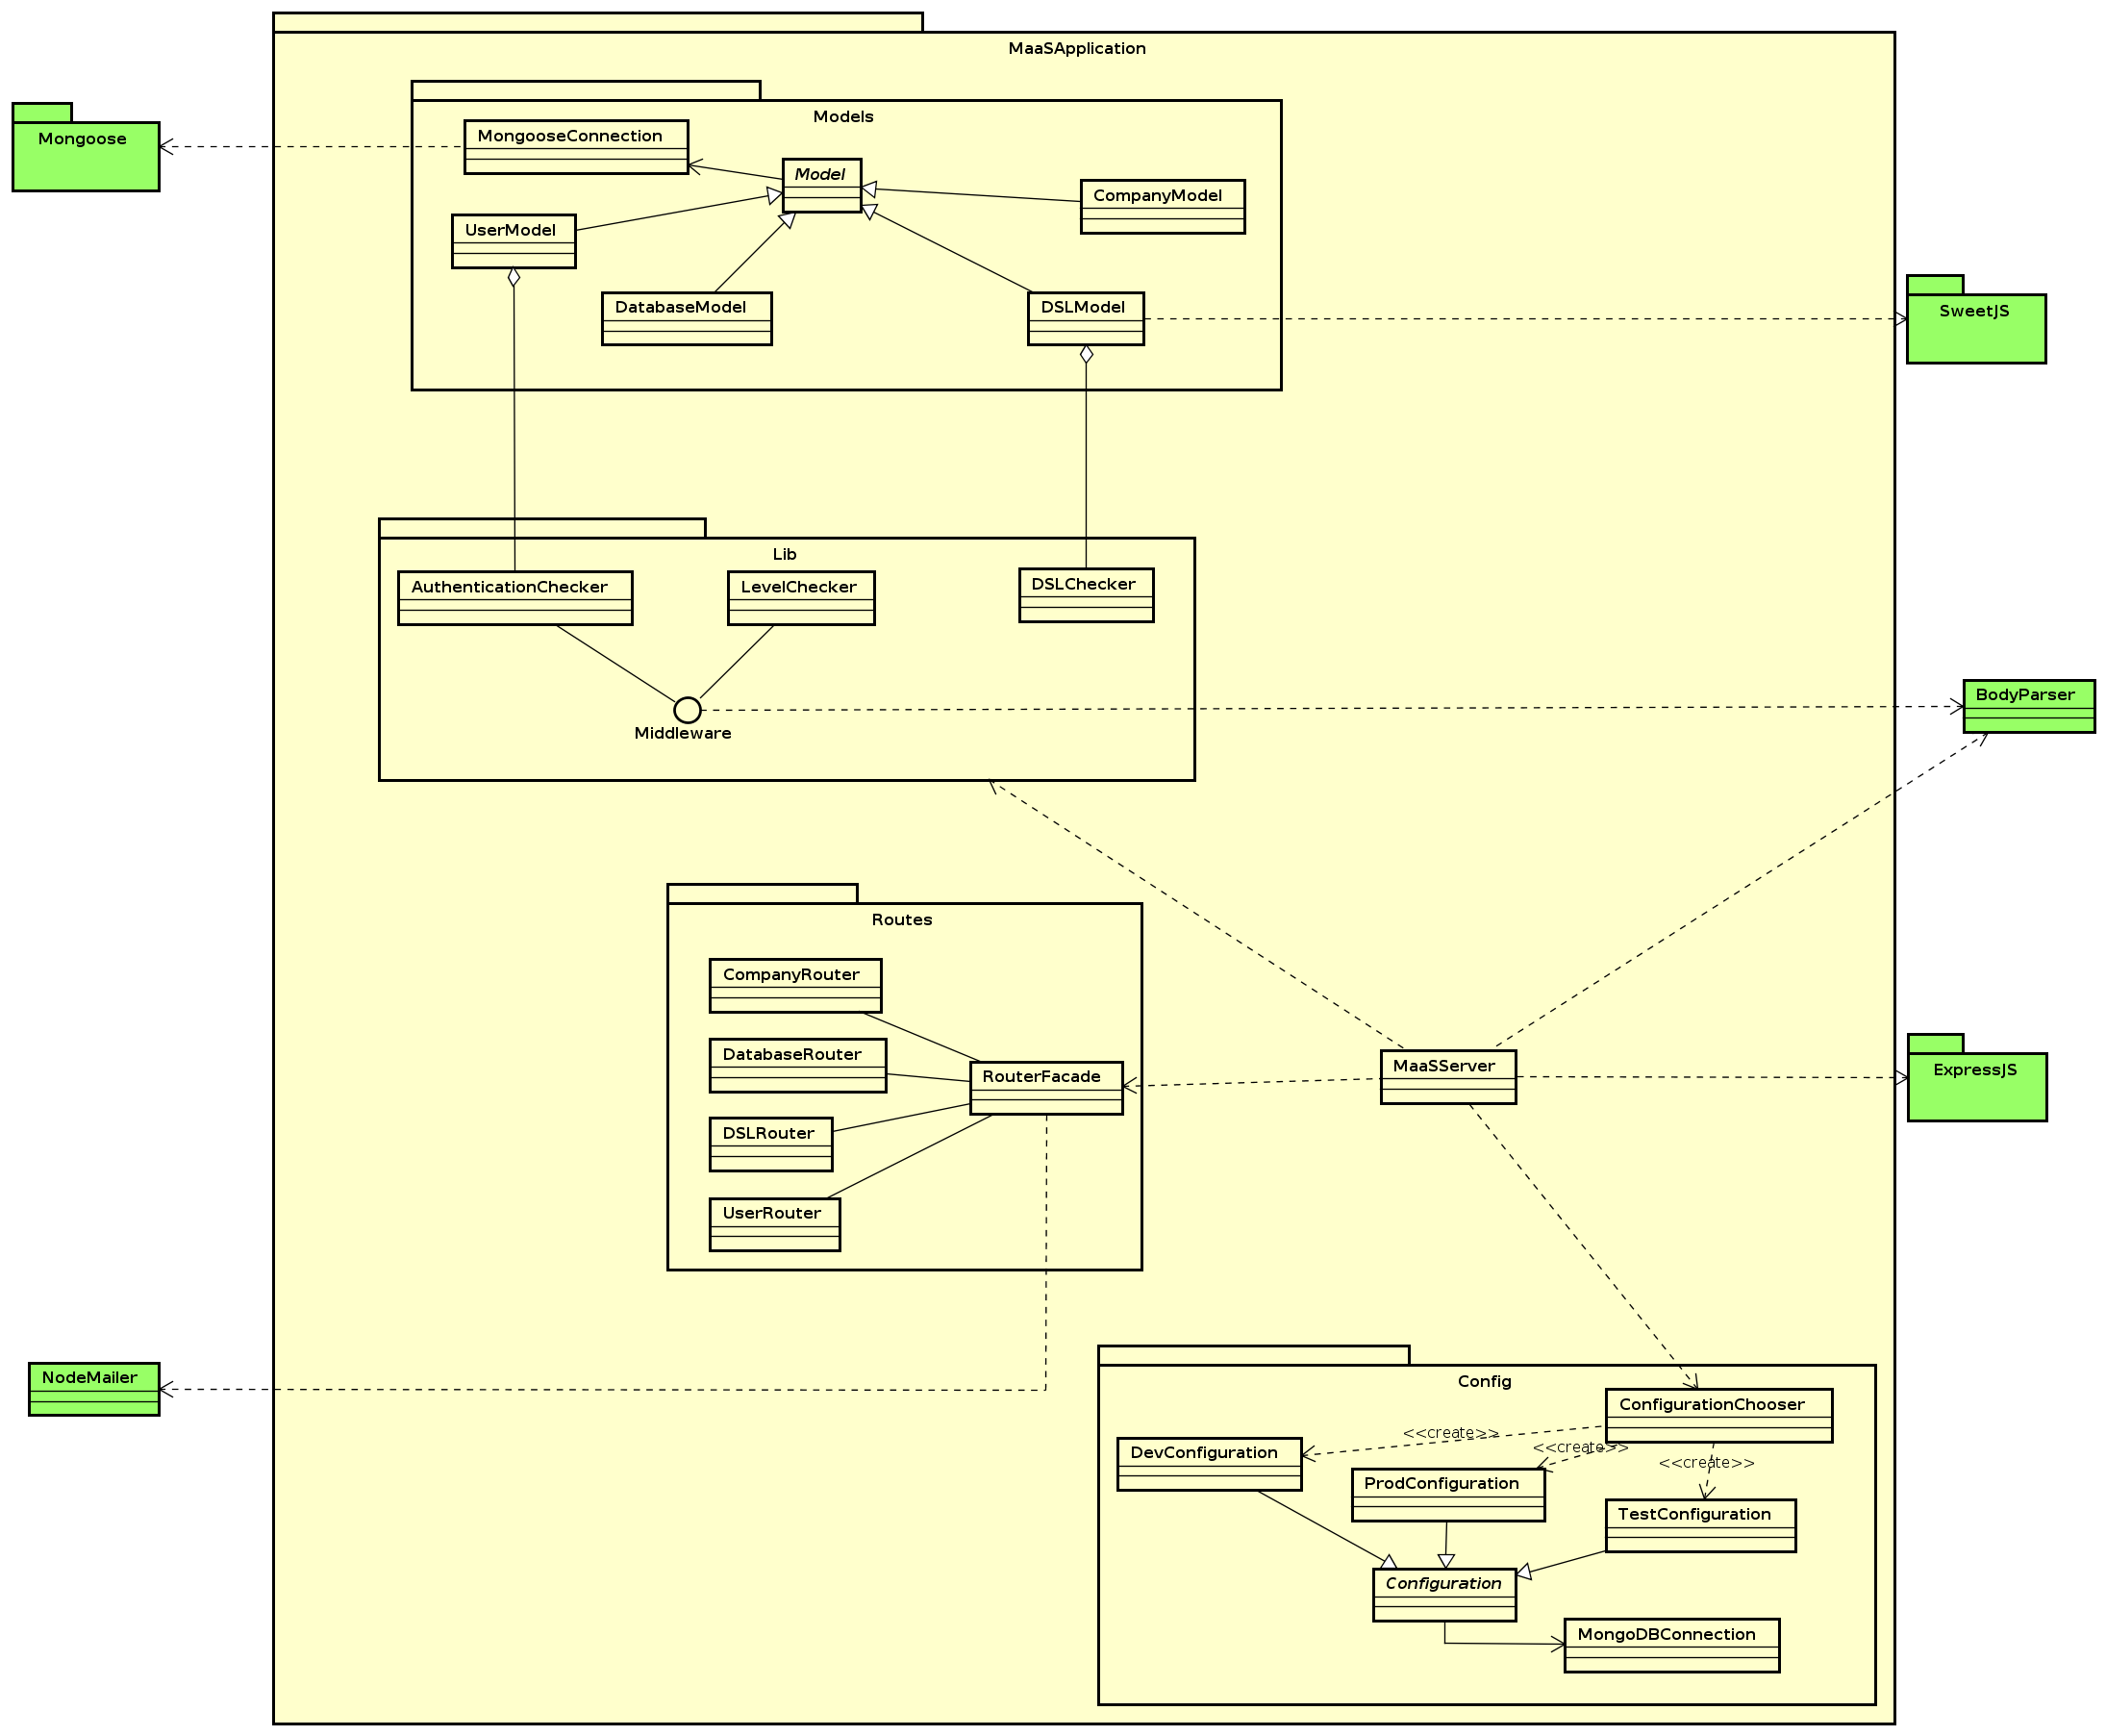 MaaSApplication
Models
Mongoose
MongooseConnection
Model
CompanyModel
UserModel
DatabaseModel
DSLModel
SweetJS
Lib
AuthenticationChecker
LevelChecker
DSLChecker
BodyParser
Middleware
Routes
CompanyRouter
DatabaseRouter
RouterFacade
MaaSServer
ExpressJS
DSLRouter
UserRouter
NodeMailer
Config
ConfigurationChooser
<<create>>
<<create>>
<<create>>
DevConfiguration
ProdConfiguration
TestConfiguration
Configuration
MongoDBConnection